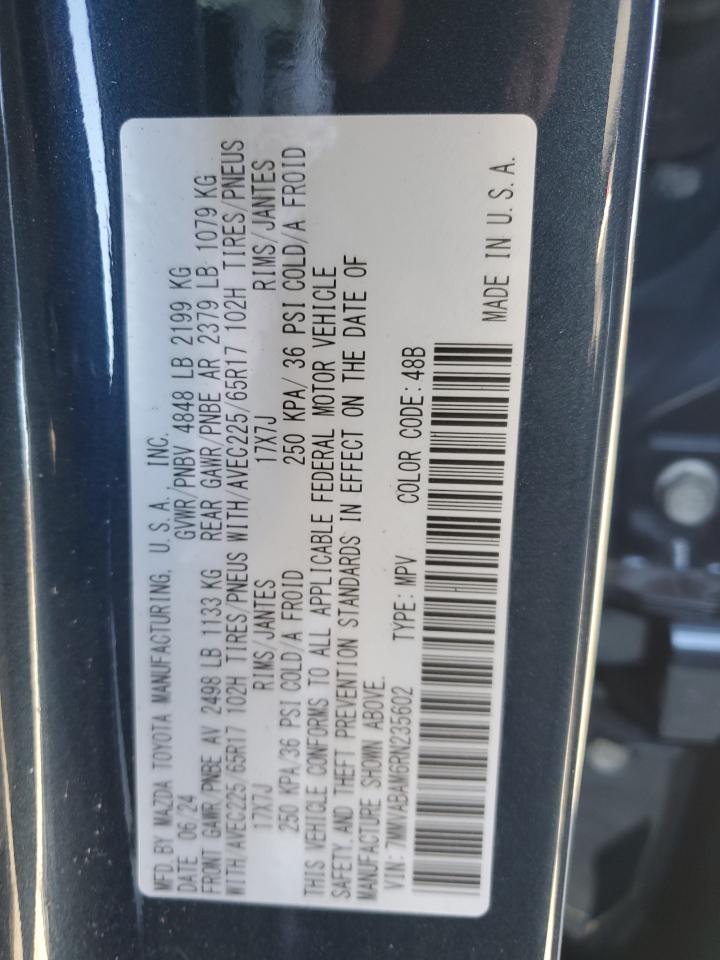 MFD. BY MAZDA TOYOTA MANUFACTURING, U.S.A., INC.
DATE 06/24 GVWR/PNBV 4848 LB 2199 KG
FRONT GAWR/PNBE AV 2498 LB 1133 KG REAR GAWR/PNBE AR 2379 LB 1079 KG
WITH/AVEC225/65R17 102H TIRES/PNEUS WITH/AVEC225/65R17 102H TIRES/PNEUS
17X7J RIMS/JANTES 17X7J RIMS/JANTES
250 KPA/36 PSI COLD/A FROID 250 KPA/ 36 PSI COLD/A FROID
THIS VEHICLE CONFORMS TO ALL APPLICABLE FEDERAL MOTOR VEHICLE
SAFETY, AND THEFT PREVENTION STANDARDS IN EFFECT ON THE DATE OF
MANUFACTURE SHOWN ABOVE.
VIN: 7MMVABAM6RN235602 TYPE: MPV COLOR CODE: 48B
MADE IN U.S.A.